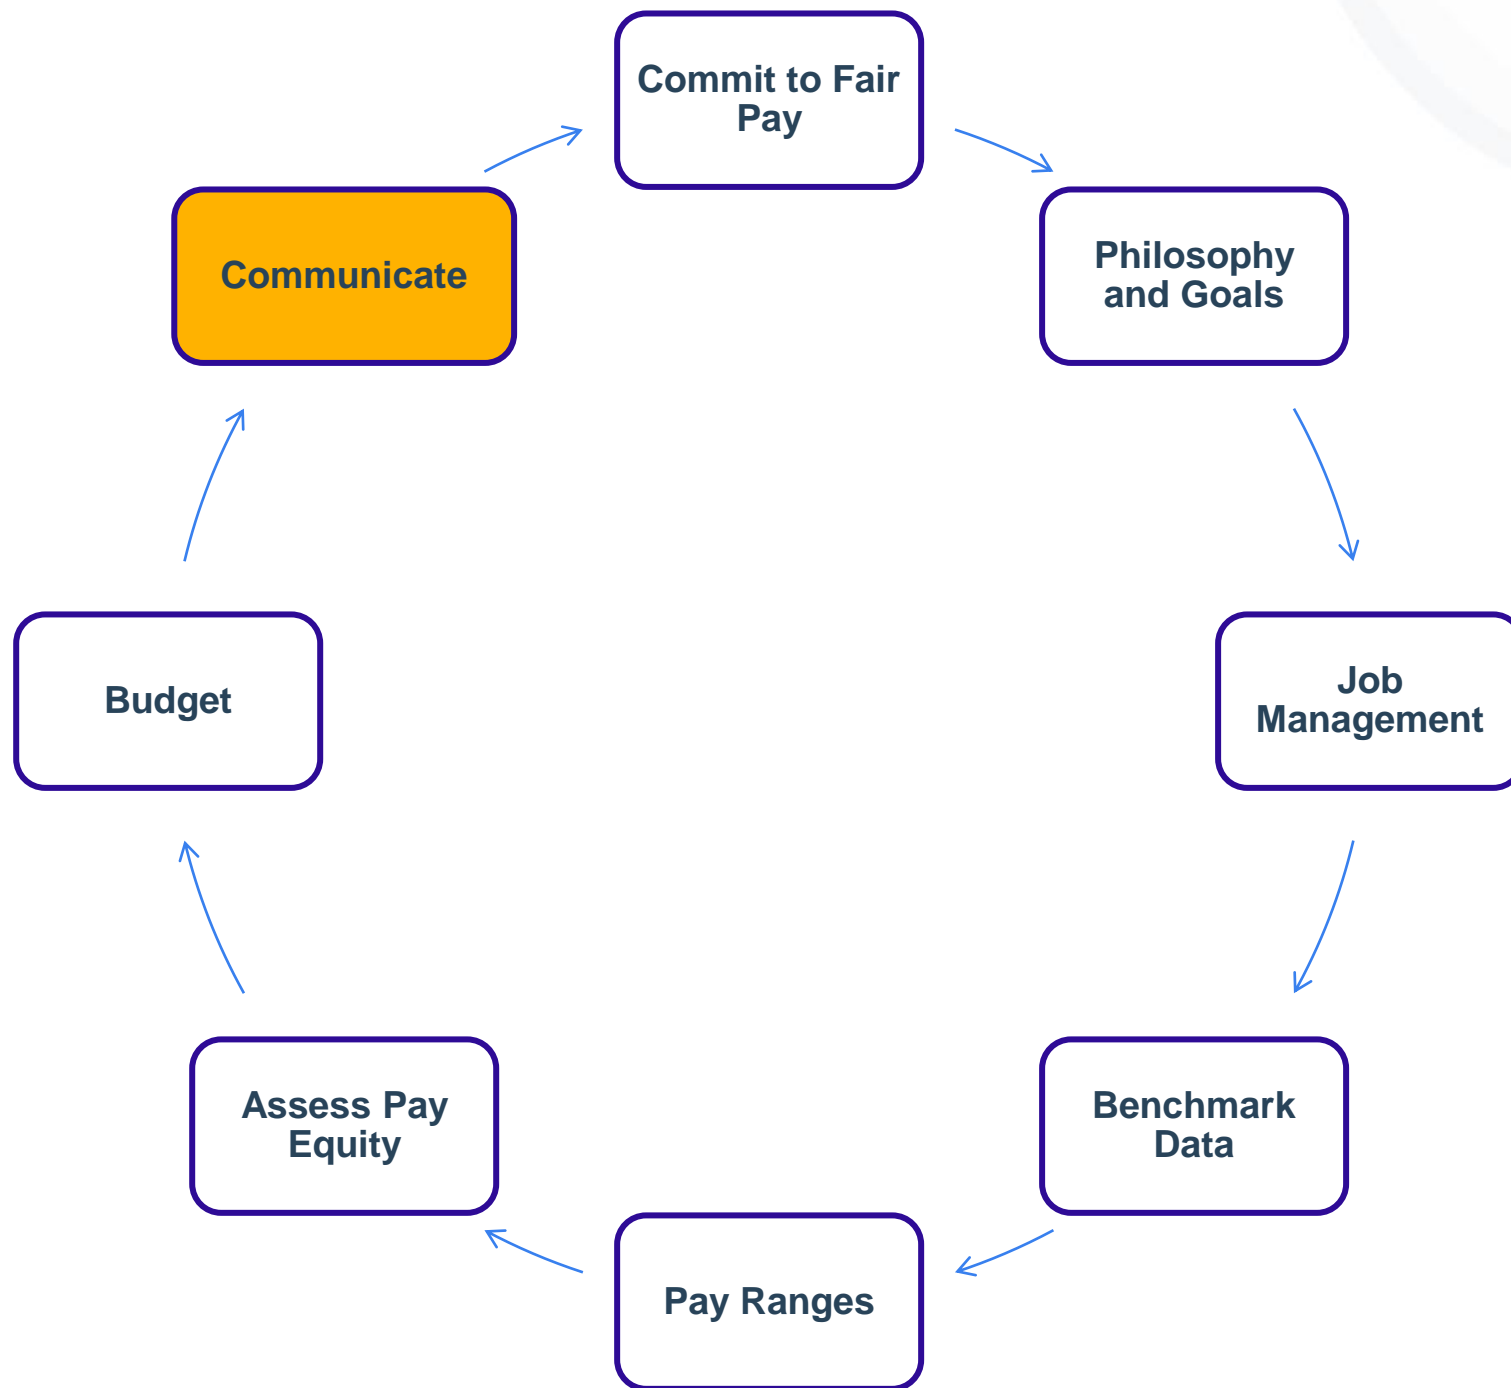 Commit to Fair
Pay
Philosophy
and Goals
Job
Management
Benchmark
Data
Pay Ranges
Assess Pay
Equity
Budget
Communicate